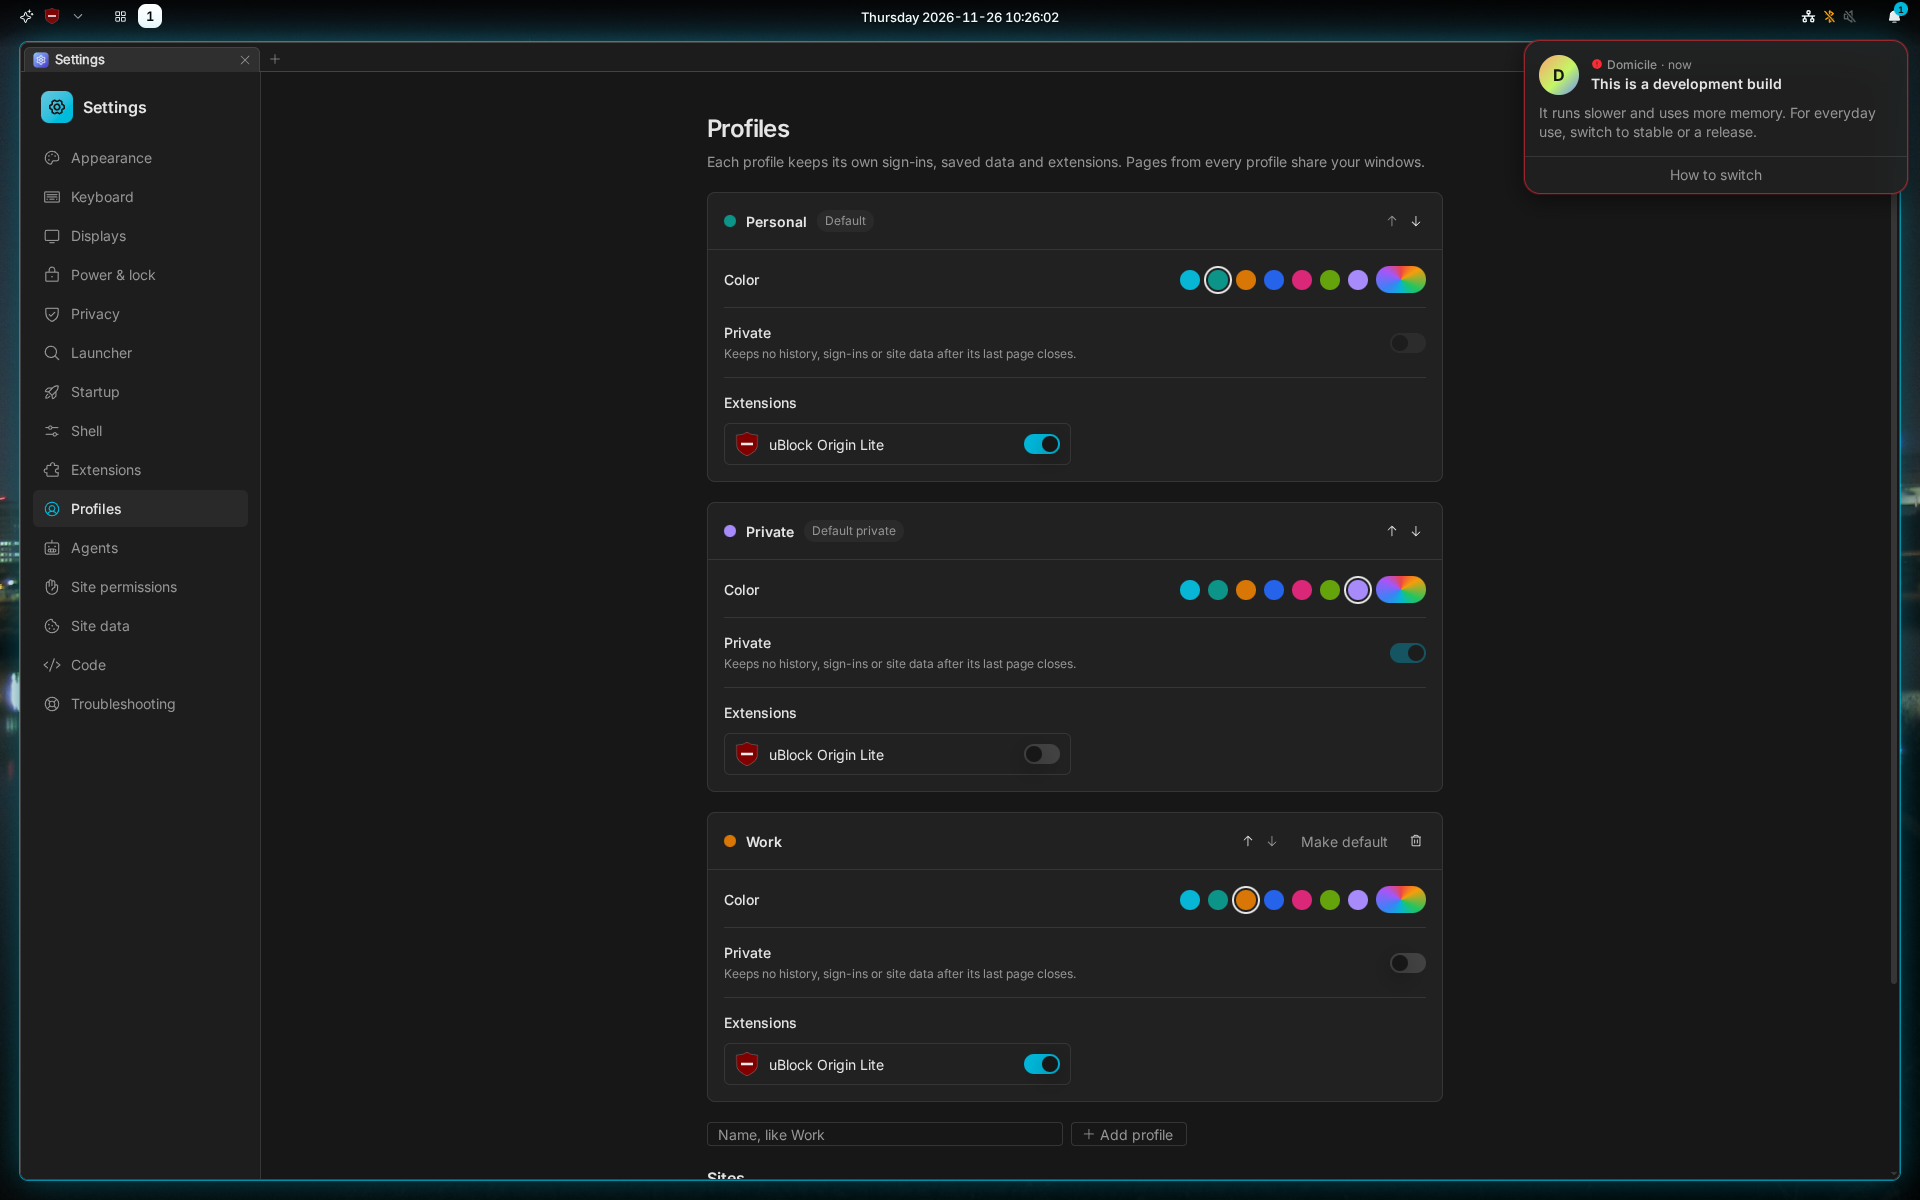 1
Thursday 2026-11-26 10:26:02
1
Settings
Settings
Appearance
Keyboard
Displays
Power & lock
Privacy
Launcher
Startup
Shell
Extensions
Profiles
Agents
Site permissions
Site data
Code
Troubleshooting
Profiles
Each profile keeps its own sign-ins, saved data and extensions. Pages from every profile share your windows.
Personal Default
Color
Private
Keeps no history, sign-ins or site data after its last page closes.
Extensions
uBlock Origin Lite
Private Default private
Color
Private
Keeps no history, sign-ins or site data after its last page closes.
Extensions
uBlock Origin Lite
Work Make default
Color
Private
Keeps no history, sign-ins or site data after its last page closes.
Extensions
uBlock Origin Lite
Name, like Work Add profile
Sites
D
Domicile · now
This is a development build
It runs slower and uses more memory. For everyday
use, switch to stable or a release.
How to switch